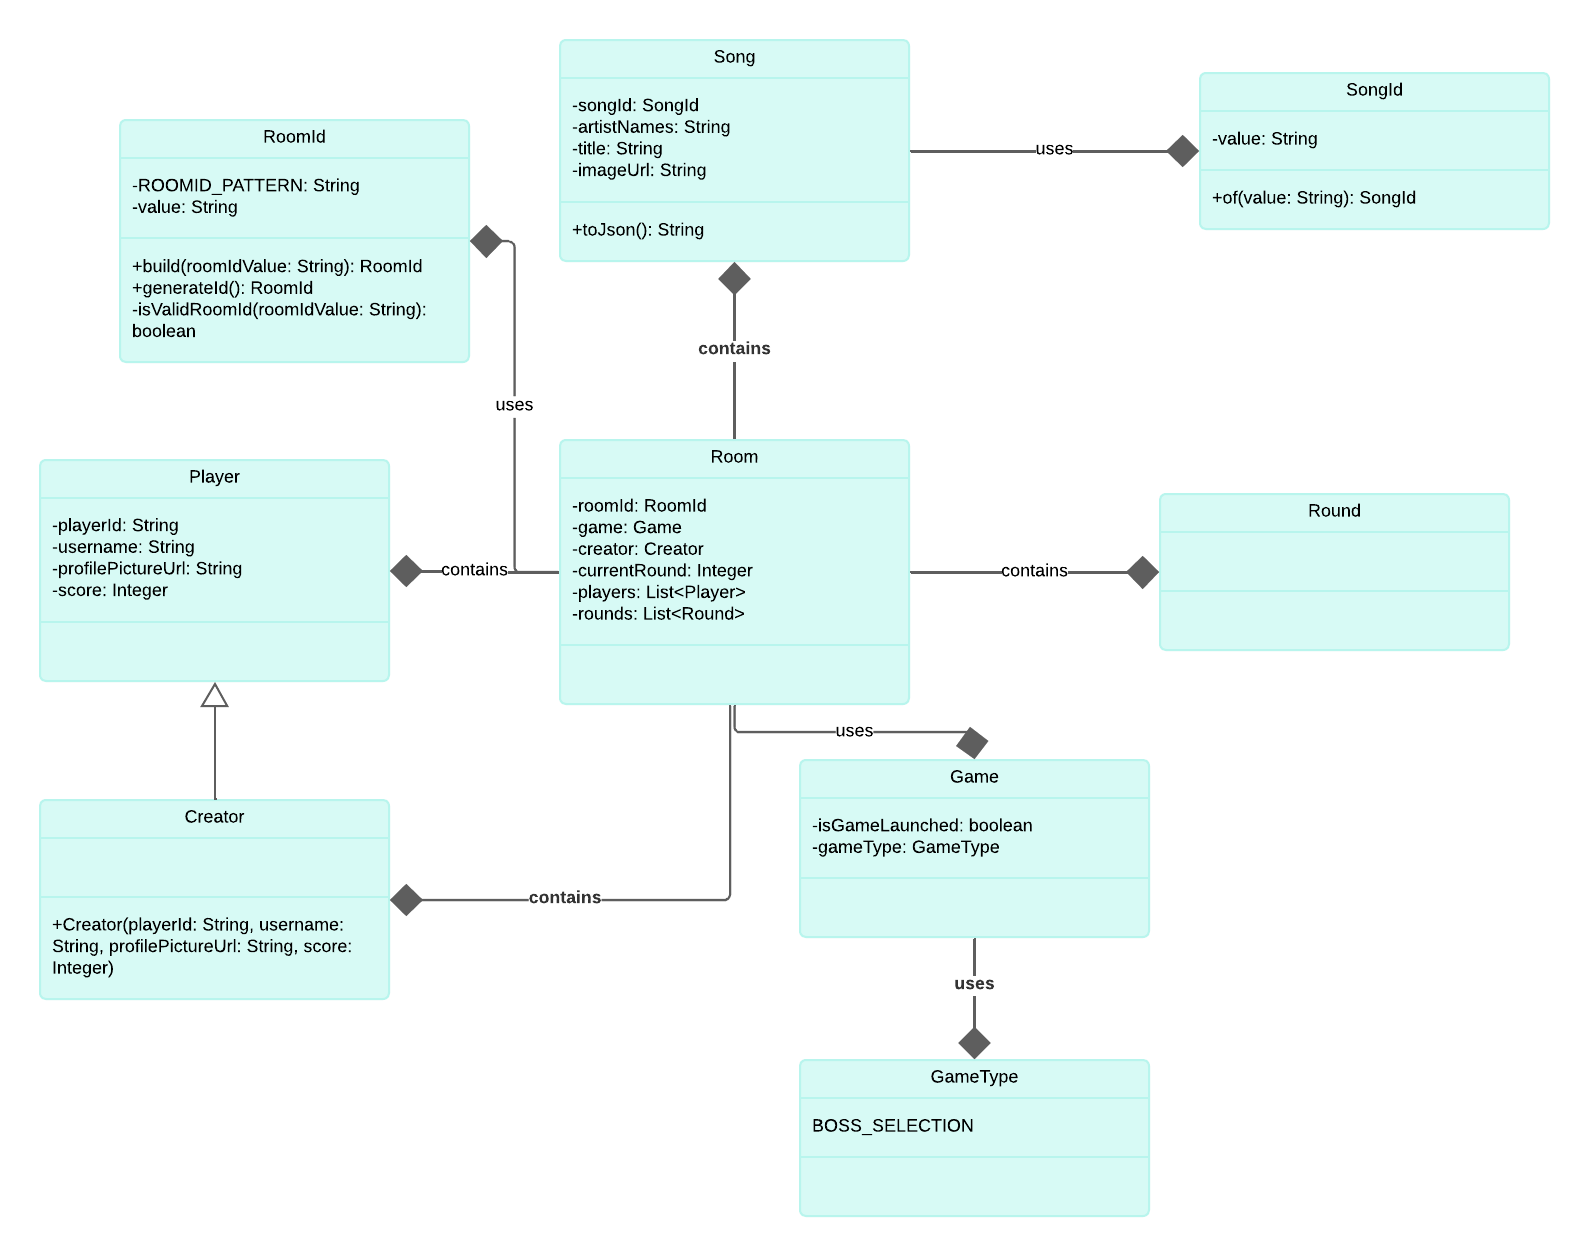 Song
-songId: SongId
-artistNames: String
-title: String
-imageUrl: String
+toJson(): String
SongId
-value: String
+of(value: String): SongId
uses
RoomId
-ROOMID_PATTERN: String
-value: String
+build(roomIdValue: String): RoomId
+generateId(): RoomId
-isValidRoomId(roomIdValue: String):
boolean
contains
uses
Player
-playerId: String
-username: String
-profilePictureUrl: String
-score: Integer
contains
Room
-roomId: RoomId
-game: Game
-creator: Creator
-currentRound: Integer
-players: List<Player>
-rounds: List<Round>
contains
Round
uses
Game
-isGameLaunched: boolean
-gameType: GameType
Creator
+Creator(playerId: String, username:
String, profilePictureUrl: String, score:
Integer)
contains
uses
GameType
BOSS_SELECTION